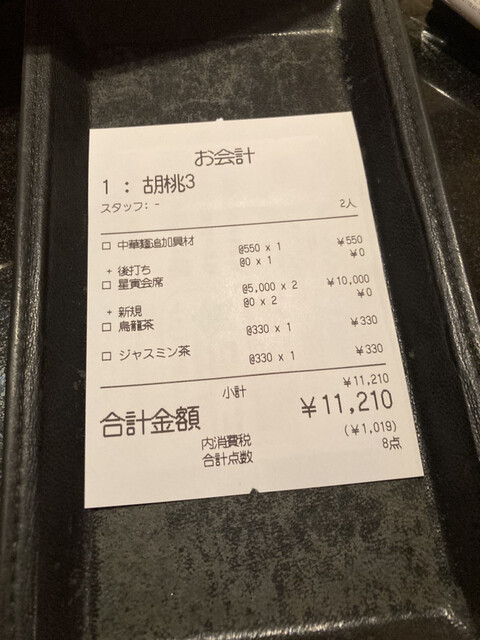 お会計
1 : 胡桃3
スタッフ: -
2人
□ 中華麺追加具材 @550 x 1 ¥550
+ 後打ち @0 x 1 ¥0
□ 星寅会席 @5,000 x 2 ¥10,000
+ 新規 @0 x 2 ¥0
□ 烏龍茶 @330 x 1 ¥330
□ ジャスミン茶 @330 x 1 ¥330
小計 ¥11,210
合計金額 ¥11,210
内消費税 (¥1,019)
合計点数 8点